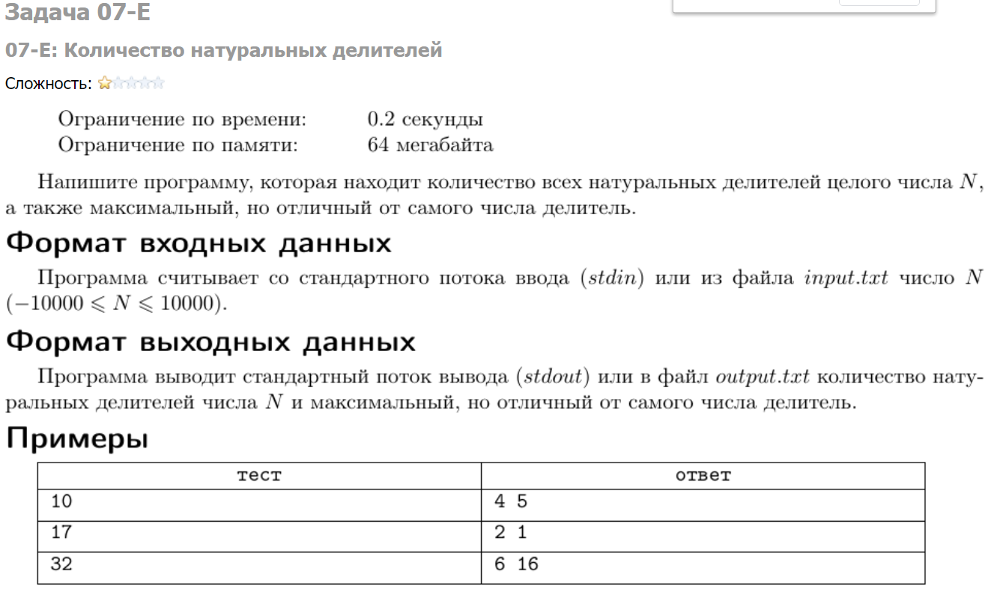 Задача 07-E
07-E: Количество натуральных делителей
Сложность:
Ограничение по времени: 0.2 секунды
Ограничение по памяти: 64 мегабайта
Напишите программу, которая находит количество всех натуральных делителей целого числа N,
а также максимальный, но отличный от самого числа делитель.
Формат входных данных
Программа считывает со стандартного потока ввода (stdin) или из файла input.txt число N
(−10000 ⩽ N ⩽ 10000).
Формат выходных данных
Программа выводит стандартный поток вывода (stdout) или в файл output.txt количество нату-
ральных делителей числа N и максимальный, но отличный от самого числа делитель.
Примеры
тест ответ
10 4 5
17 2 1
32 6 16